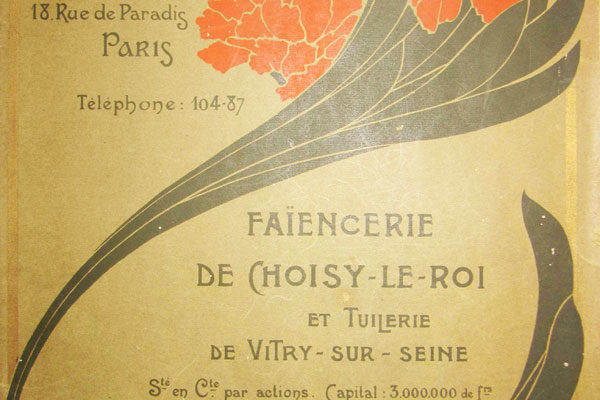 18. Rue de Paradis
PARIS
Téléphone: 104-87
FAÏENCERIE
DE CHOISY-LE-ROI
ET TUILERIE
DE VITRY-SUR-SEINE
Sté en Cte par actions. Capital: 3.000.000 de frs